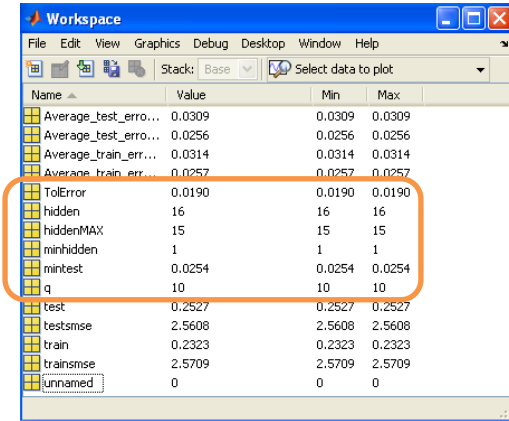 Workspace
File Edit View Graphics Debug Desktop Window Help
Stack: Base Select data to plot
Name Value Min Max
Average_test_erro... 0.0309 0.0309 0.0309
Average_test_erro... 0.0256 0.0256 0.0256
Average_train_err... 0.0314 0.0314 0.0314
Average_train_err... 0.0257 0.0257 0.0257
TolError 0.0190 0.0190 0.0190
hidden 16 16 16
hiddenMAX 15 15 15
minhidden 1 1 1
mintest 0.0254 0.0254 0.0254
q 10 10 10
test 0.2527 0.2527 0.2527
testsmse 2.5608 2.5608 2.5608
train 0.2323 0.2323 0.2323
trainsmse 2.5709 2.5709 2.5709
unnamed 0 0 0